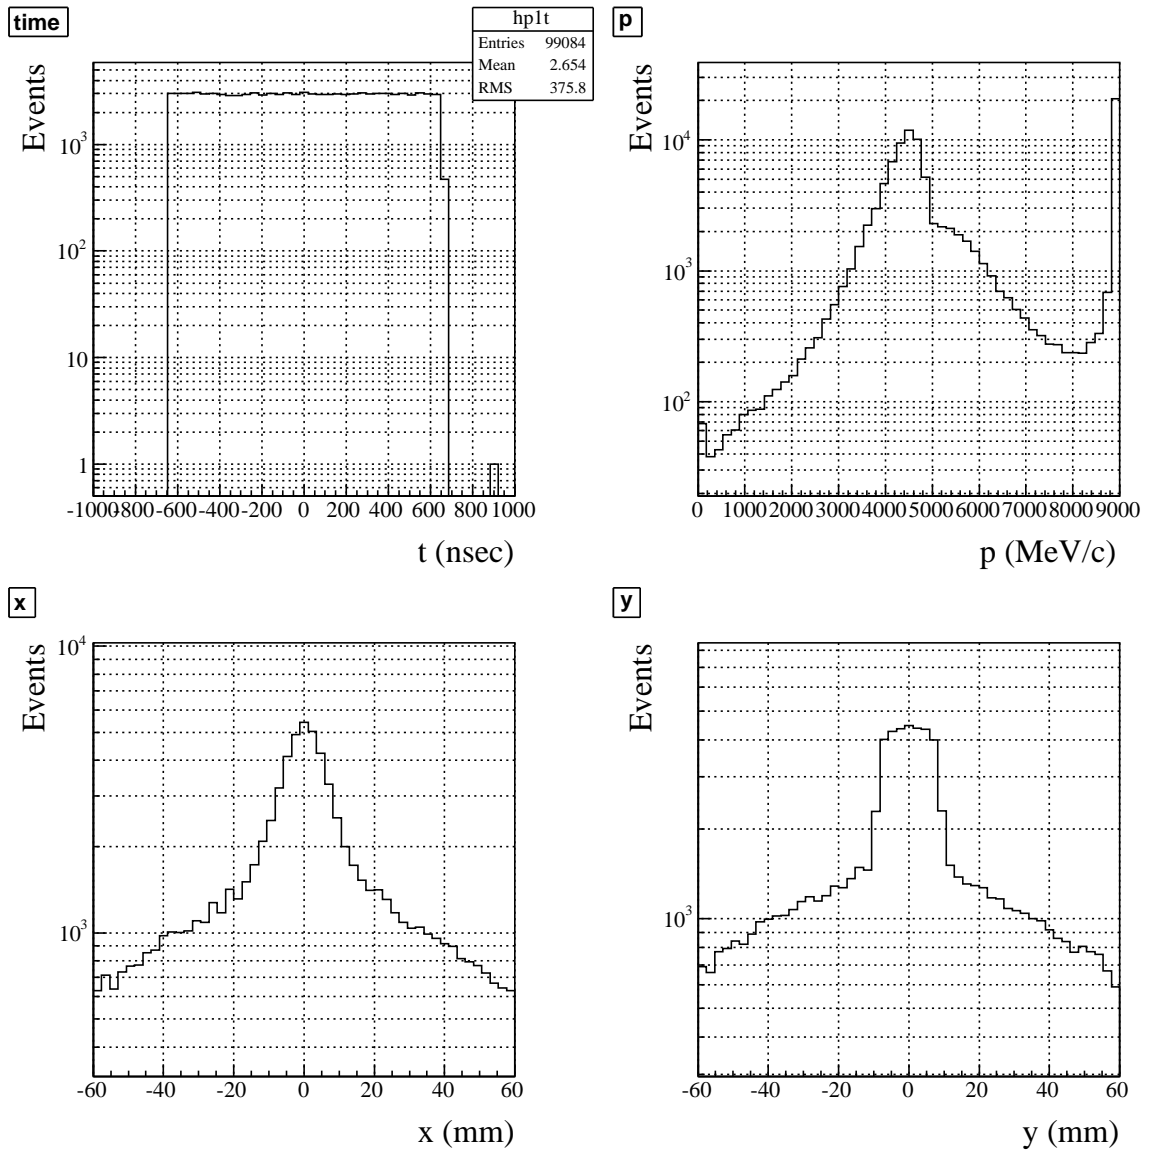 time
hp1t
Entries 99084
Mean 2.654
RMS 375.8
Events
10³
10²
10
1
-1000 -800 -600 -400 -200 0 200 400 600 800 1000
t (nsec)
p
Events
10⁴
10³
10²
0 1000 2000 3000 4000 5000 6000 7000 8000 9000
p (MeV/c)
x
Events
10⁴
10³
-60 -40 -20 0 20 40 60
x (mm)
y
Events
10³
-60 -40 -20 0 20 40 60
y (mm)